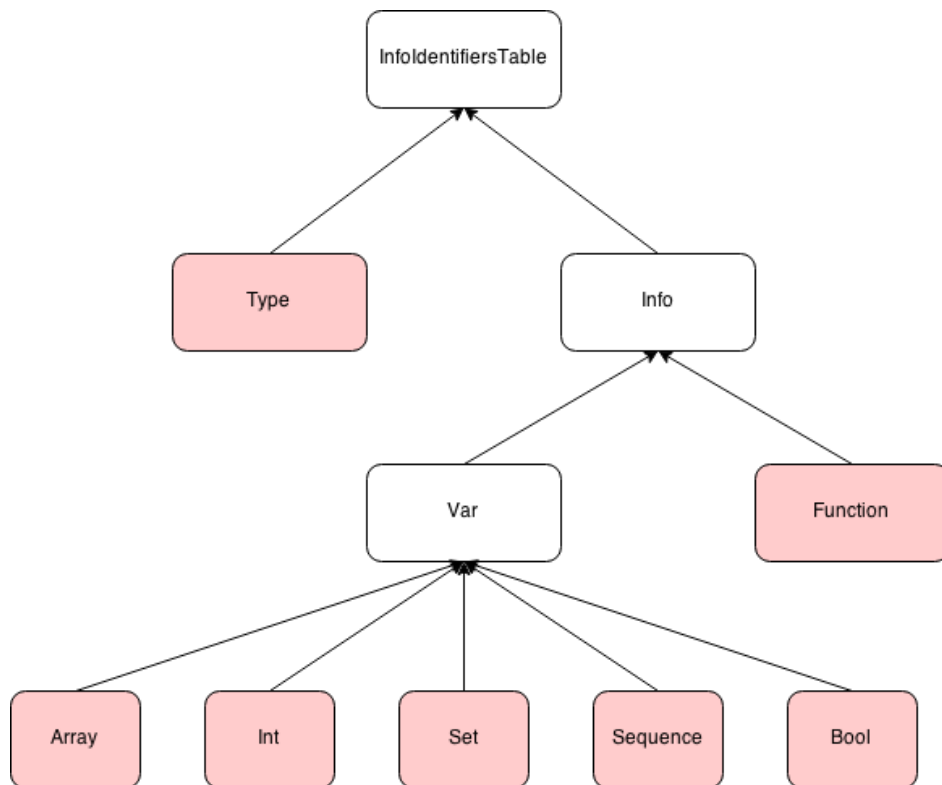 InfoIdentifiersTable
Type
Info
Var
Function
Array
Int
Set
Sequence
Bool